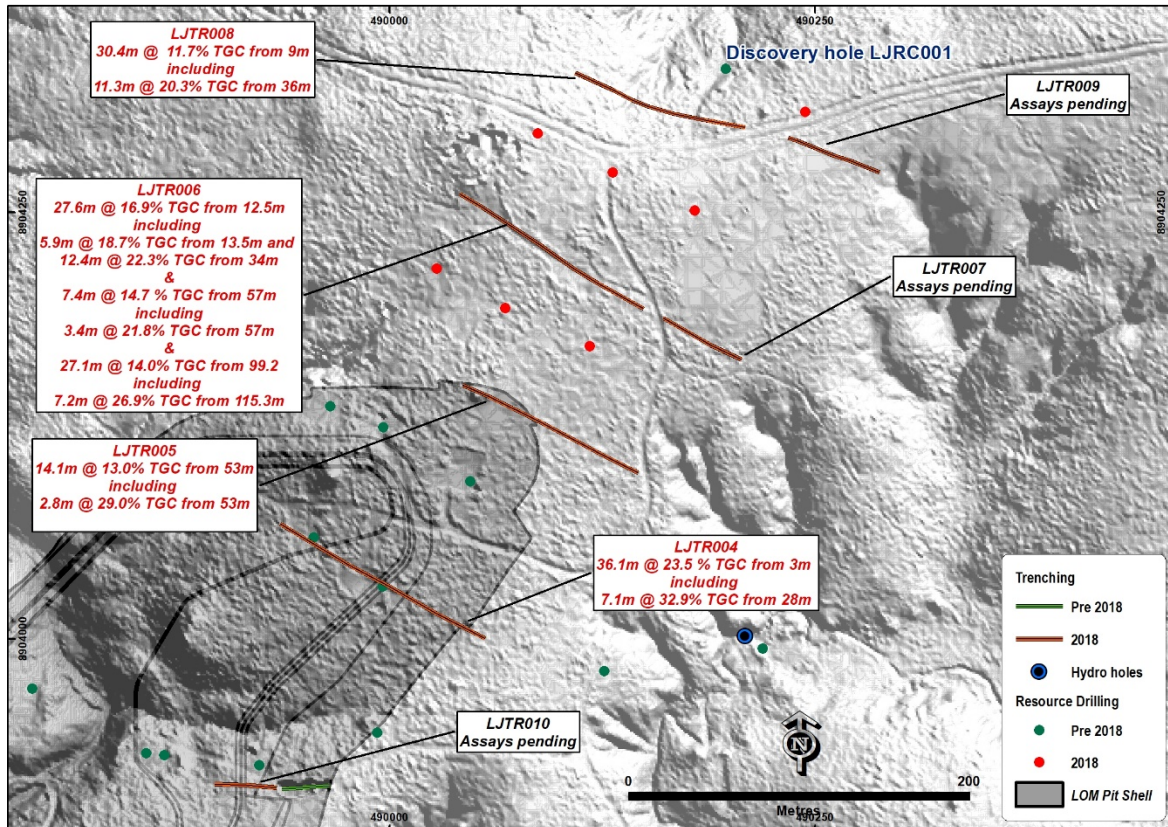 490000
490250
LJTR008
30.4m @ 11.7% TGC from 9m
including
11.3m @ 20.3% TGC from 36m
Discovery hole LJRC001
LJTR009
Assays pending
8904250
8904250
LJTR006
27.6m @ 16.9% TGC from 12.5m
including
5.9m @ 18.7% TGC from 13.5m and
12.4m @ 22.3% TGC from 34m
&
7.4m @ 14.7 % TGC from 57m
including
3.4m @ 21.8% TGC from 57m
&
27.1m @ 14.0% TGC from 99.2
including
7.2m @ 26.9% TGC from 115.3m
LJTR007
Assays pending
LJTR005
14.1m @ 13.0% TGC from 53m
including
2.8m @ 29.0% TGC from 53m
LJTR004
36.1m @ 23.5 % TGC from 3m
including
7.1m @ 32.9% TGC from 28m
8904000
8904000
LJTR010
Assays pending
N
0
200
Metres
490000
490250
Trenching
Pre 2018
2018
Hydro holes
Resource Drilling
Pre 2018
2018
LOM Pit Shell